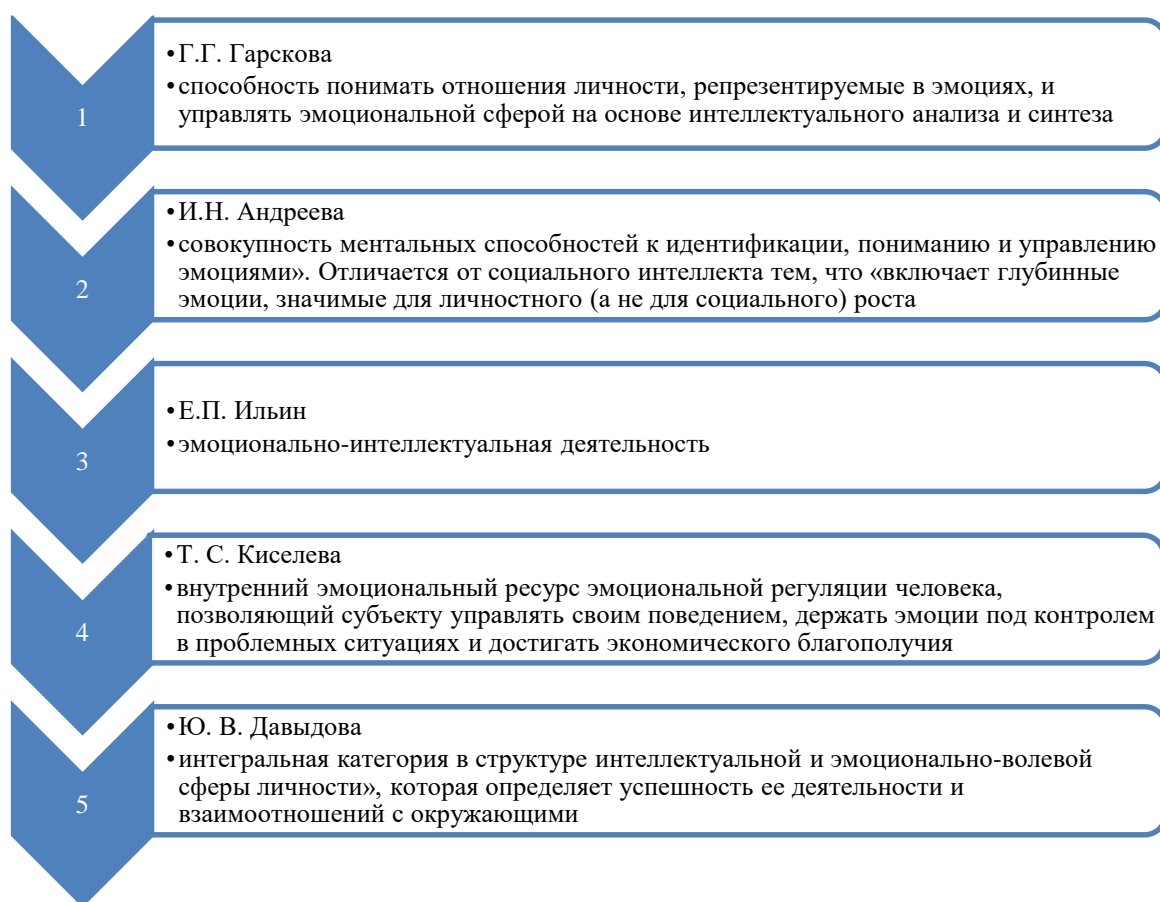 1
•Г.Г. Гарскова
•способность понимать отношения личности, репрезентируемые в эмоциях, и
управлять эмоциональной сферой на основе интеллектуального анализа и синтеза
2
•И.Н. Андреева
•совокупность ментальных способностей к идентификации, пониманию и управлению
эмоциями». Отличается от социального интеллекта тем, что «включает глубинные
эмоции, значимые для личностного (а не для социального) роста
3
•Е.П. Ильин
•эмоционально-интеллектуальная деятельность
4
•Т. С. Киселева
•внутренний эмоциональный ресурс эмоциональной регуляции человека,
позволяющий субъекту управлять своим поведением, держать эмоции под контролем
в проблемных ситуациях и достигать экономического благополучия
5
•Ю. В. Давыдова
•интегральная категория в структуре интеллектуальной и эмоционально-волевой
сферы личности», которая определяет успешность ее деятельности и
взаимоотношений с окружающими